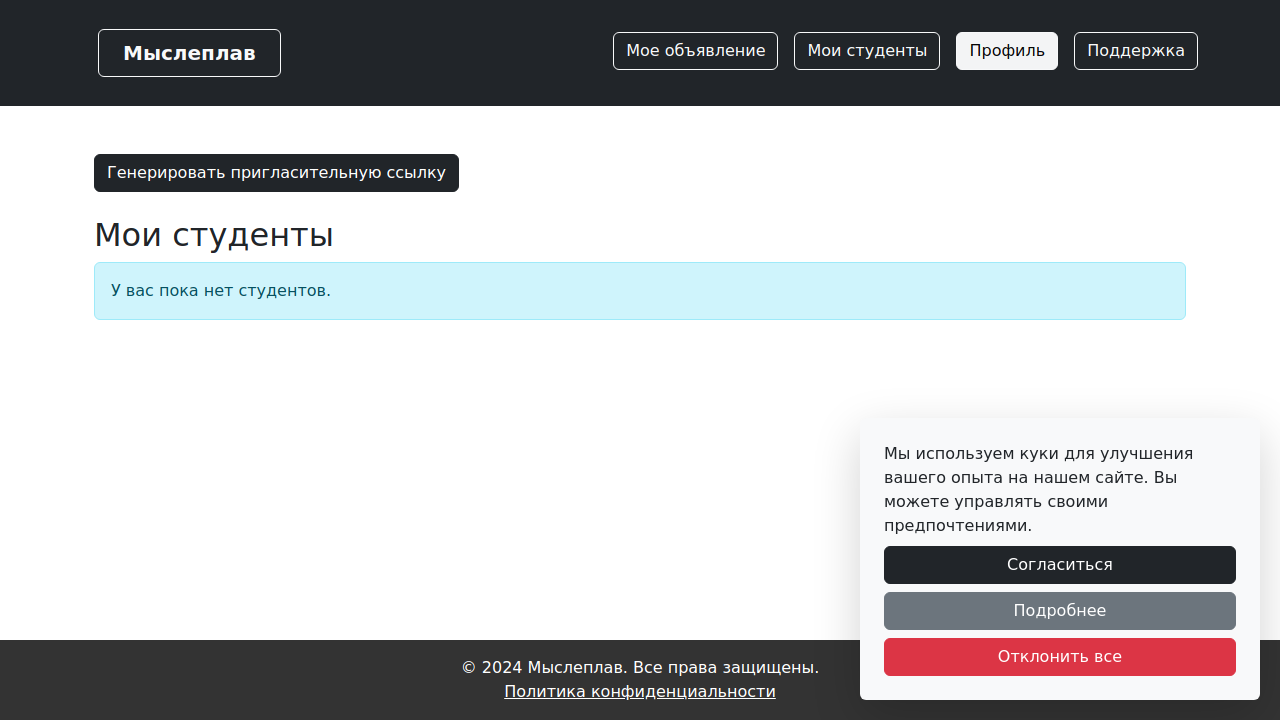 Мыслеплав
Мое объявление
Мои студенты
Профиль
Поддержка
Генерировать пригласительную ссылку
Мои студенты
У вас пока нет студентов.
Мы используем куки для улучшения
вашего опыта на нашем сайте. Вы
можете управлять своими
предпочтениями.
Согласиться
Подробнее
Отклонить все
© 2024 Мыслеплав. Все права защищены.
Политика конфиденциальности